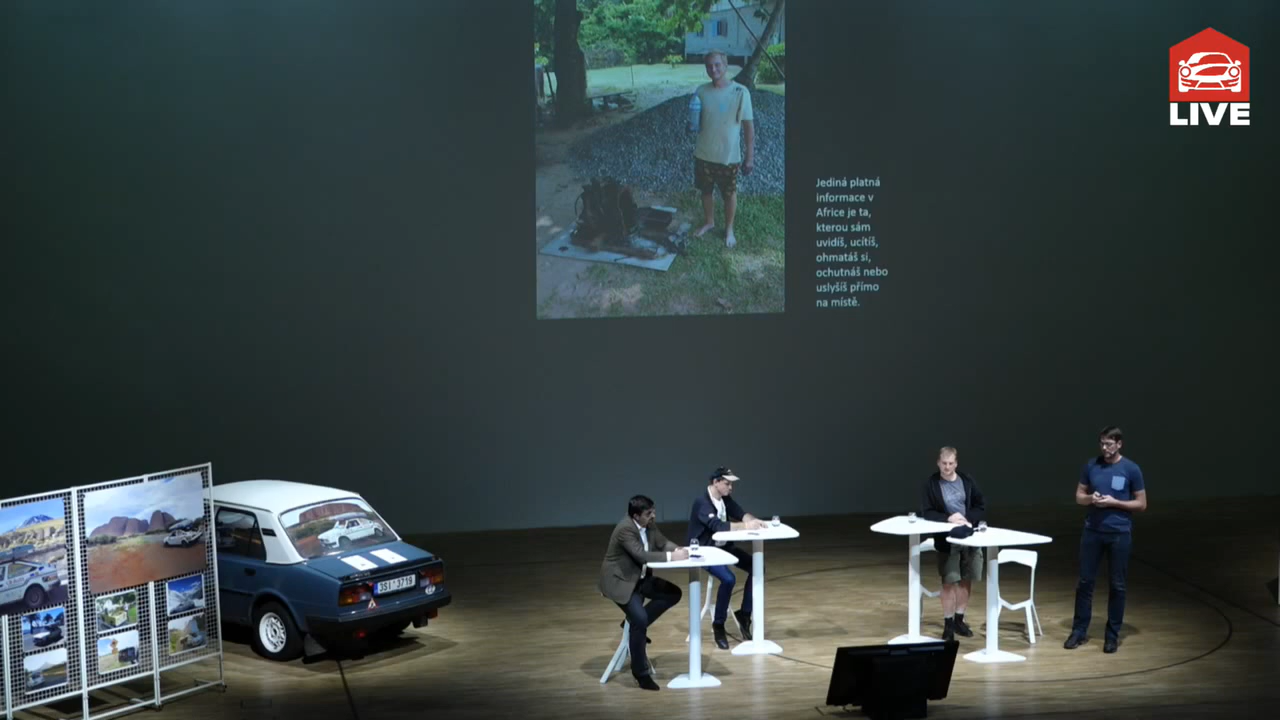 LIVE
Jediná platná
informace v
Africe je ta,
kterou sám
uvidíš, ucítíš,
ohmatáš si,
ochutnáš nebo
uslyšíš přímo
na místě.
3SI 3719